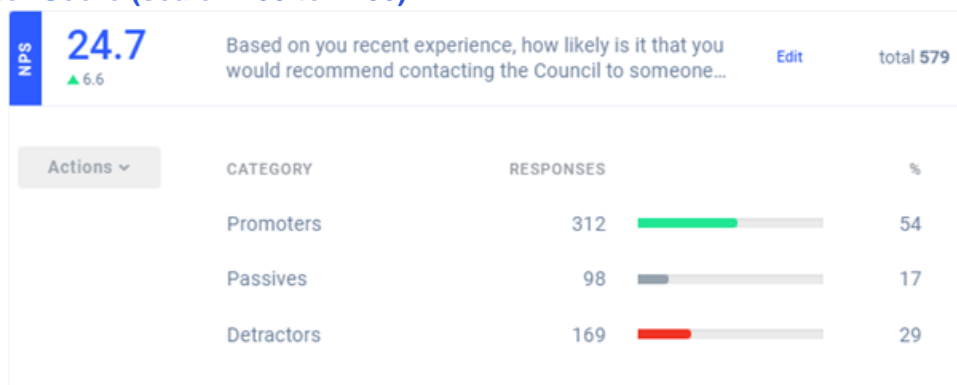 NPS
24.7
▲ 6.6
Based on you recent experience, how likely is it that you
would recommend contacting the Council to someone...
Edit
total 579
Actions
CATEGORY RESPONSES %
Promoters 312 54
Passives 98 17
Detractors 169 29